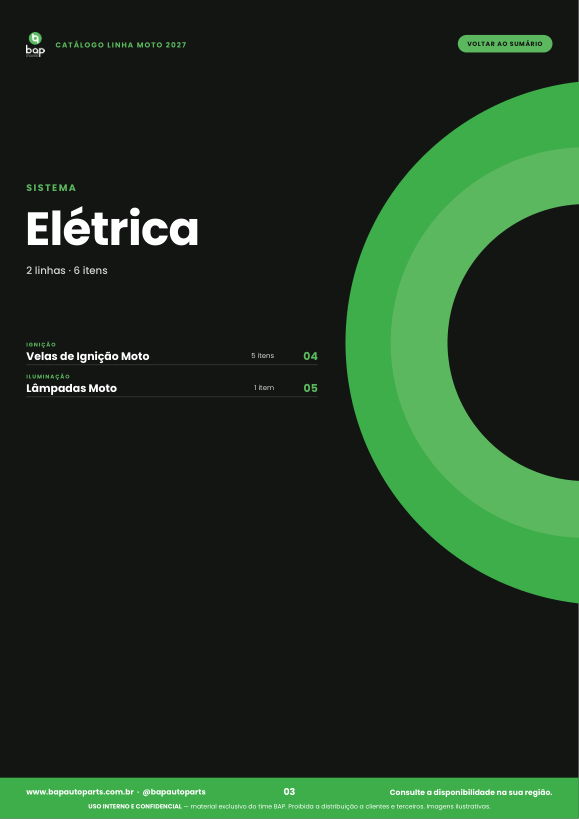 bap
CATÁLOGO LINHA MOTO 2027
VOLTAR AO SUMÁRIO
SISTEMA
Elétrica
2 linhas · 6 itens
IGNIÇÃO
Velas de Ignição Moto 5 itens 04
ILUMINAÇÃO
Lâmpadas Moto 1 item 05
www.bapautoparts.com.br · @bapautoparts 03 Consulte a disponibilidade na sua região.
USO INTERNO E CONFIDENCIAL — material exclusivo do time BAP. Proibida a distribuição a clientes e terceiros. Imagens ilustrativas.